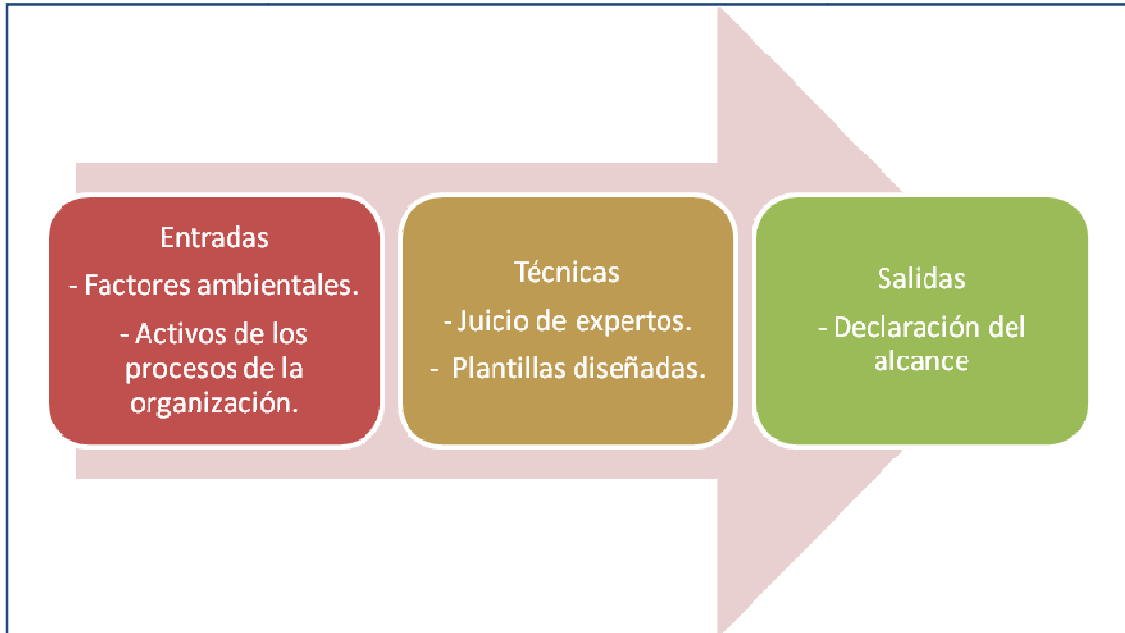 Entradas
- Factores ambientales.
- Activos de los
procesos de la
organización.
Técnicas
- Juicio de expertos.
- Plantillas diseñadas.
Salidas
- Declaración del
alcance